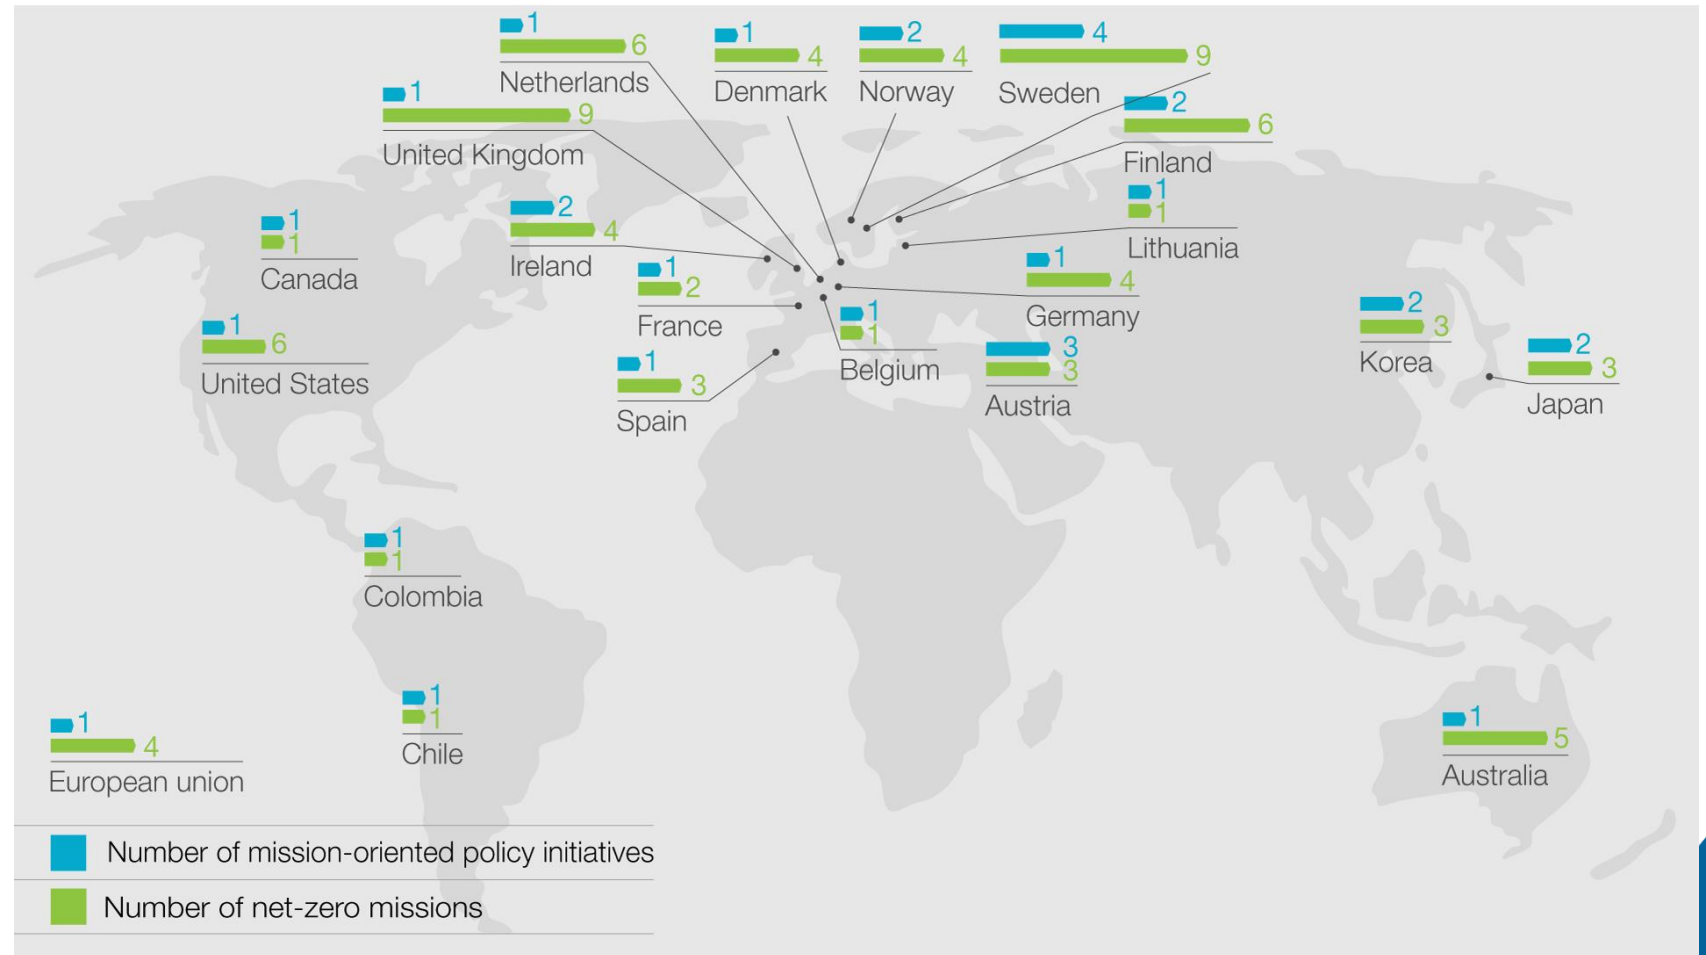 1
6
Netherlands
1
4
Denmark
2
4
Norway
4
9
Sweden
1
9
United Kingdom
2
6
Finland
1
1
Lithuania
1
1
Canada
2
4
Ireland
1
2
France
1
4
Germany
1
6
United States
1
1
Belgium
1
3
Spain
3
3
Austria
2
3
Korea
2
3
Japan
1
1
Colombia
1
1
Chile
1
4
European union
1
5
Australia
Number of mission-oriented policy initiatives
Number of net-zero missions